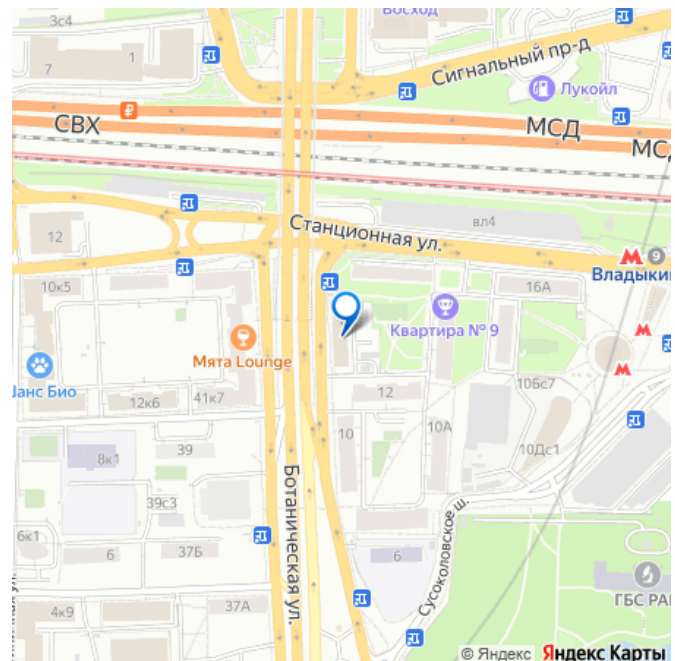 3с4
Восход
1
7
Сигнальный пр-д
Лукойл
СВХ
МСД
МСД
Станционная ул.
вл4
12
9
Владыкин
10к5
16А
Квартира № 9
Мята Lounge
Шанс Био
12к6
41к7
12
10Бс7
10
10А
39
8к1
10Дс1
39с3
Ботаническая ул.
Сусоколовское ш.
6к1
6
37Б
6
ГБС РАН
4к9
37А
© Яндекс Яндекс Карты